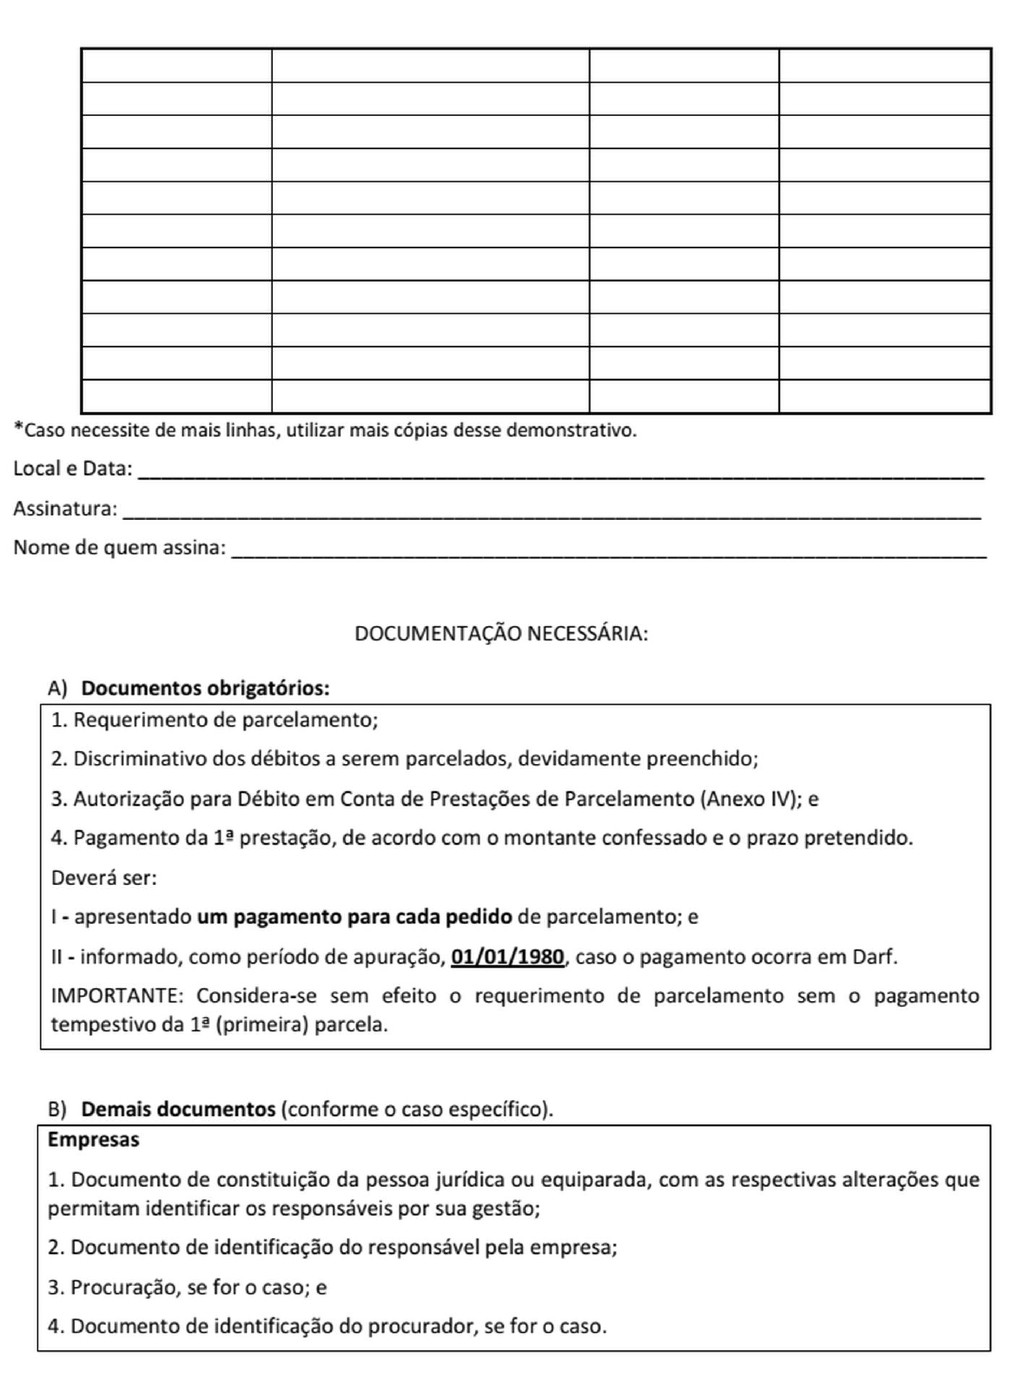 *Caso necessite de mais linhas, utilizar mais cópias desse demonstrativo.
Local e Data:
Assinatura:
Nome de quem assina:
DOCUMENTAÇÃO NECESSÁRIA:
A) Documentos obrigatórios:
1. Requerimento de parcelamento;
2. Discriminativo dos débitos a serem parcelados, devidamente preenchido;
3. Autorização para Débito em Conta de Prestações de Parcelamento (Anexo IV); e
4. Pagamento da 1ª prestação, de acordo com o montante confessado e o prazo pretendido.
Deverá ser:
I - apresentado um pagamento para cada pedido de parcelamento; e
II - informado, como período de apuração, 01/01/1980, caso o pagamento ocorra em Darf.
IMPORTANTE: Considera-se sem efeito o requerimento de parcelamento sem o pagamento
tempestivo da 1ª (primeira) parcela.
B) Demais documentos (conforme o caso específico).
Empresas
1. Documento de constituição da pessoa jurídica ou equiparada, com as respectivas alterações que
permitam identificar os responsáveis por sua gestão;
2. Documento de identificação do responsável pela empresa;
3. Procuração, se for o caso; e
4. Documento de identificação do procurador, se for o caso.